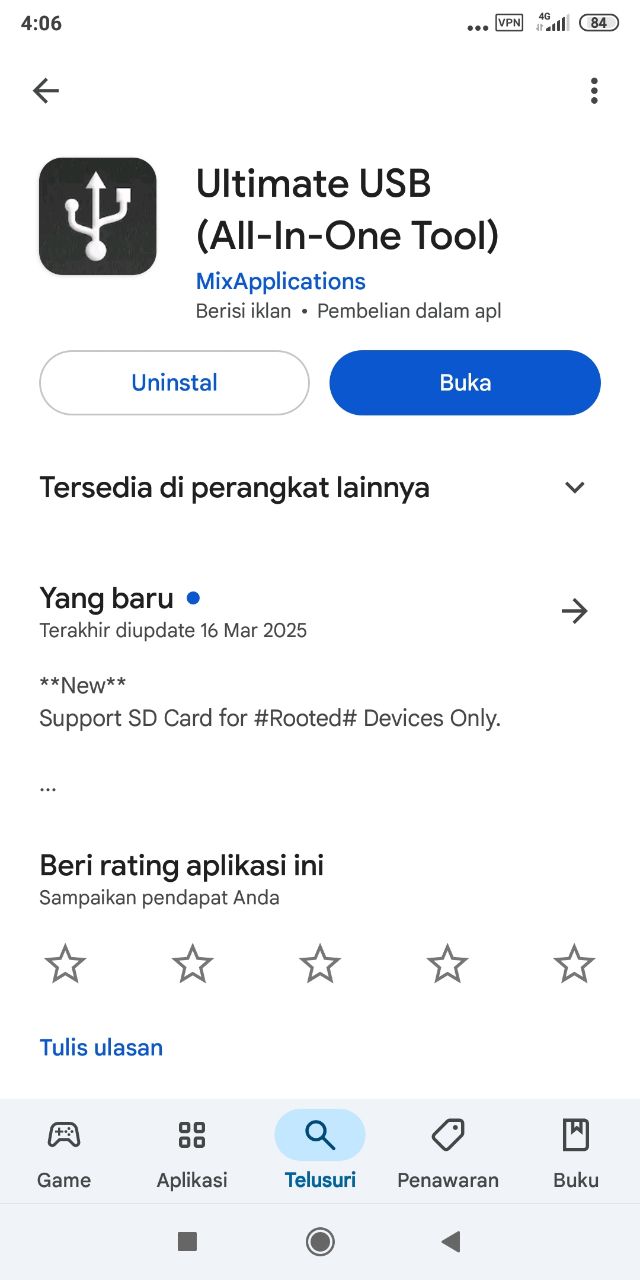 4:06
VPN
4G
84
Ultimate USB
(All-In-One Tool)
MixApplications
Berisi iklan • Pembelian dalam apl
Uninstal
Buka
Tersedia di perangkat lainnya
Yang baru
Terakhir diupdate 16 Mar 2025
**New**
Support SD Card for #Rooted# Devices Only.
...
Beri rating aplikasi ini
Sampaikan pendapat Anda
Tulis ulasan
Game
Aplikasi
Telusuri
Penawaran
Buku